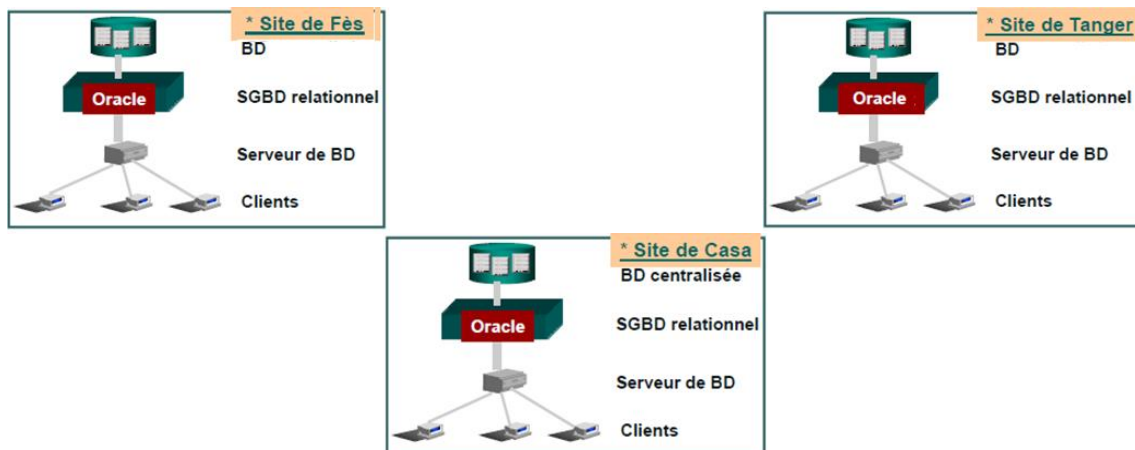 * Site de Fès
BD
Oracle
SGBD relationnel
Serveur de BD
Clients
* Site de Tanger
BD
Oracle
SGBD relationnel
Serveur de BD
Clients
* Site de Casa
BD centralisée
Oracle
SGBD relationnel
Serveur de BD
Clients